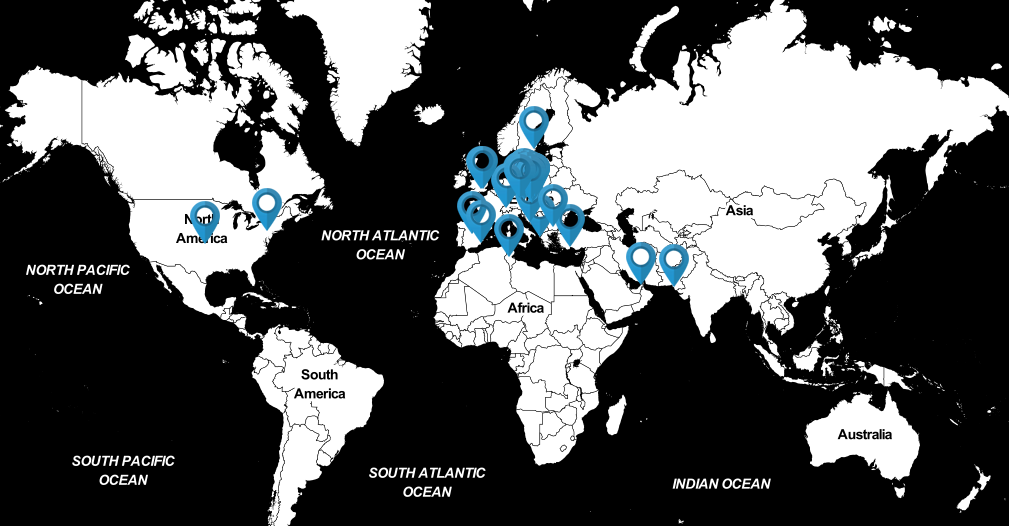 North
America
Asia
NORTH ATLANTIC
OCEAN
NORTH PACIFIC
OCEAN
Africa
South
America
Australia
SOUTH PACIFIC
OCEAN
SOUTH ATLANTIC
OCEAN
INDIAN OCEAN